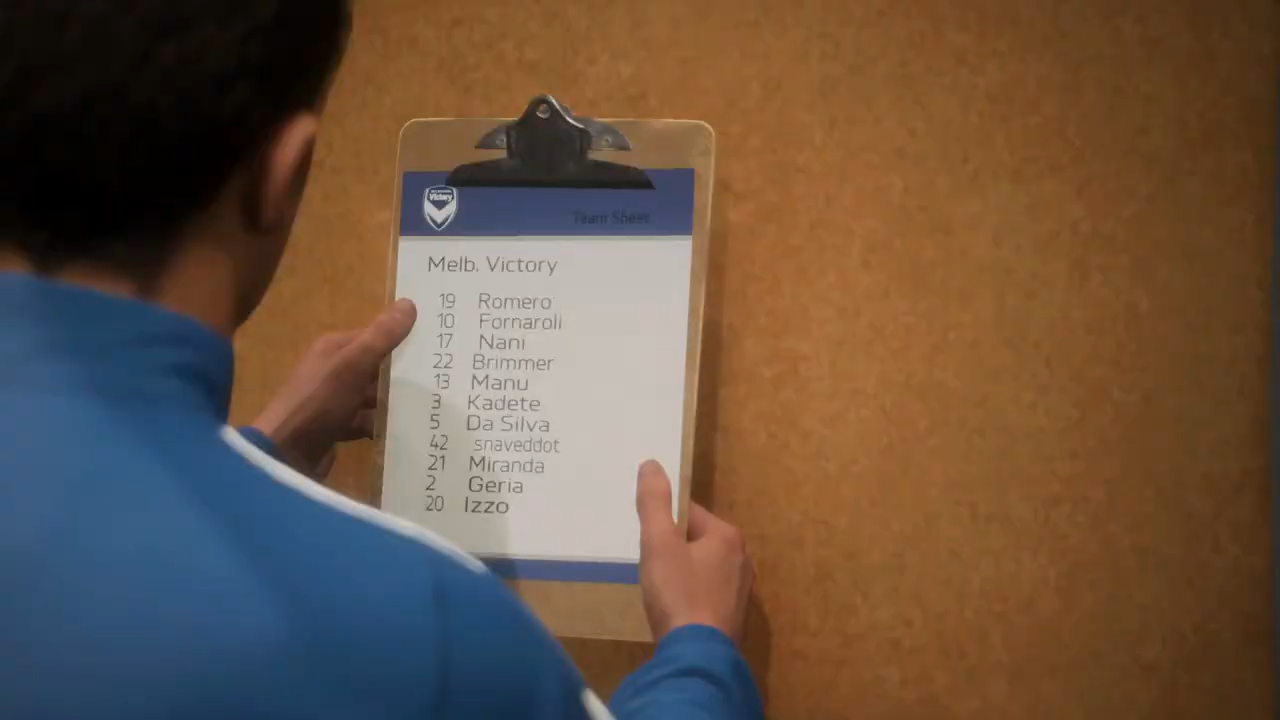 Victory
Team Sheet
Melb. Victory
19 Romero
10 Fornaroli
17 Nani
22 Brimmer
13 Manu
3 Kadete
5 Da Silva
42 snaveddot
21 Miranda
2 Geria
20 Izzo